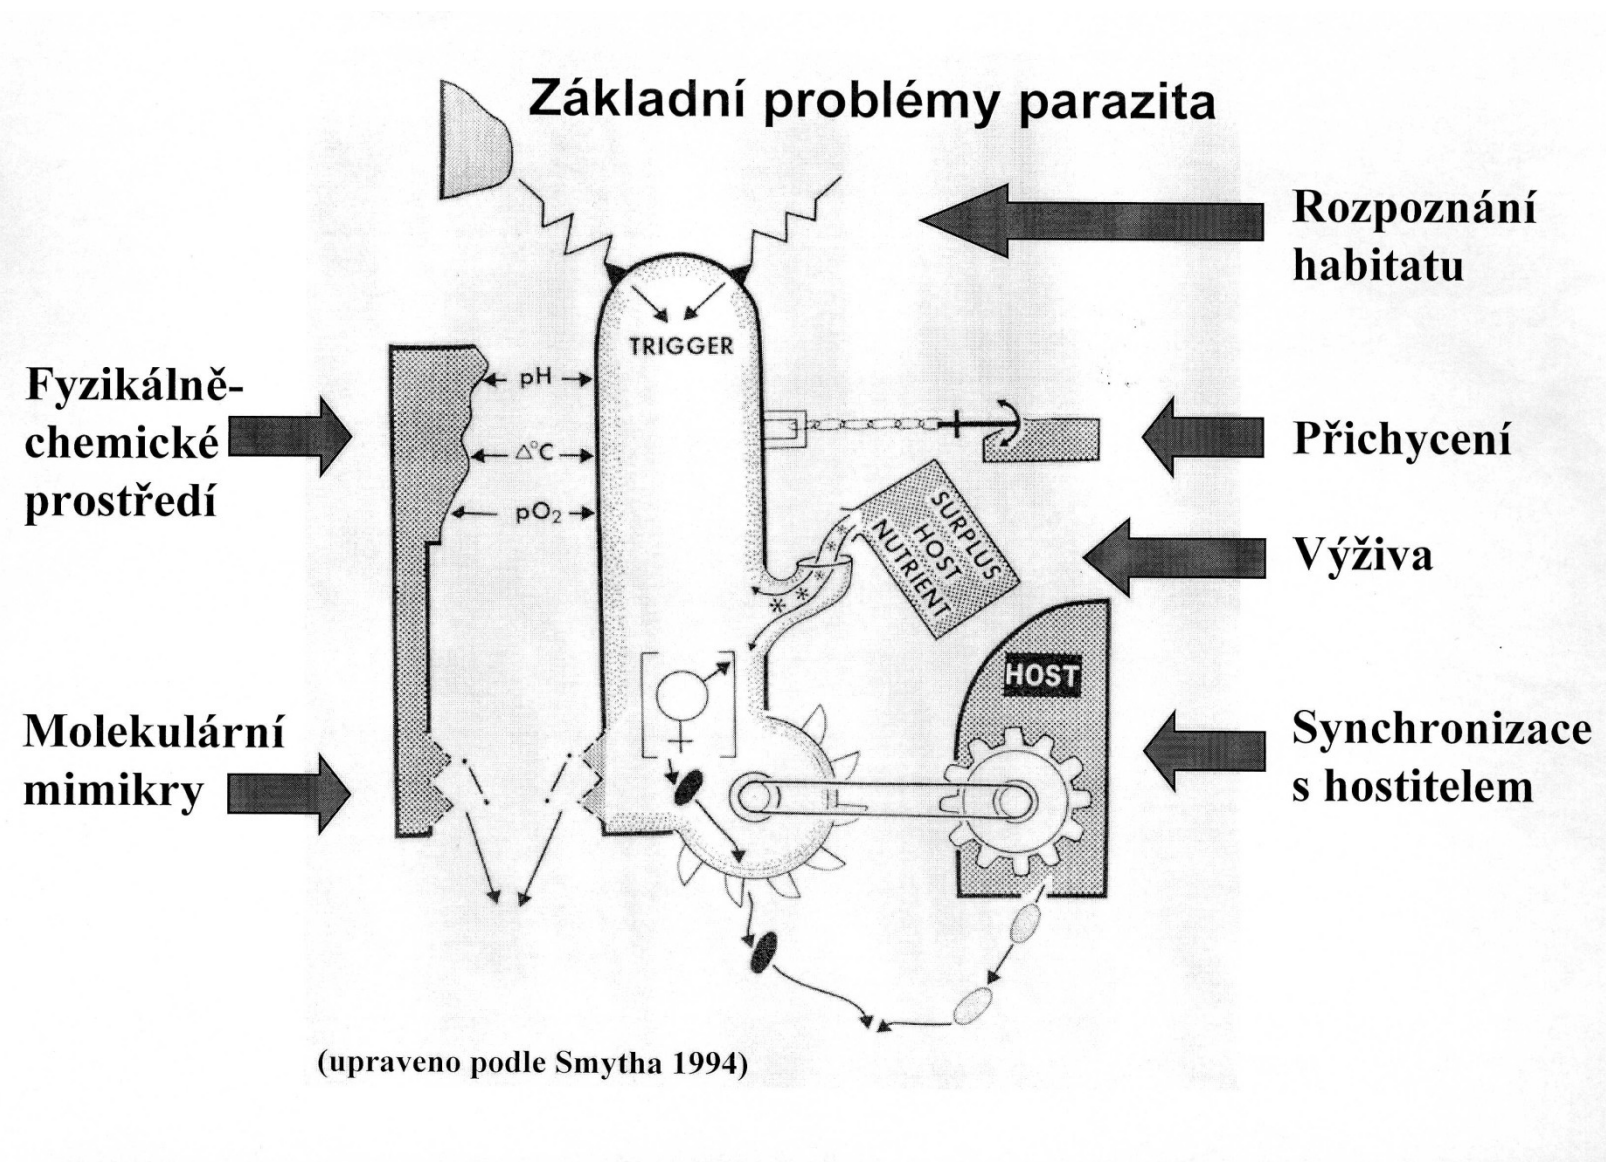 Základní problémy parazita
Rozpoznání
habitatu
TRIGGER
Fyzikálně-
chemické
prostředí
pH
Δ°C
pO₂
Přichycení
SURPLUS
HOST
NUTRIENT
Výživa
HOST
Molekulární
mimikry
Synchronizace
s hostitelem
(upraveno podle Smytha 1994)